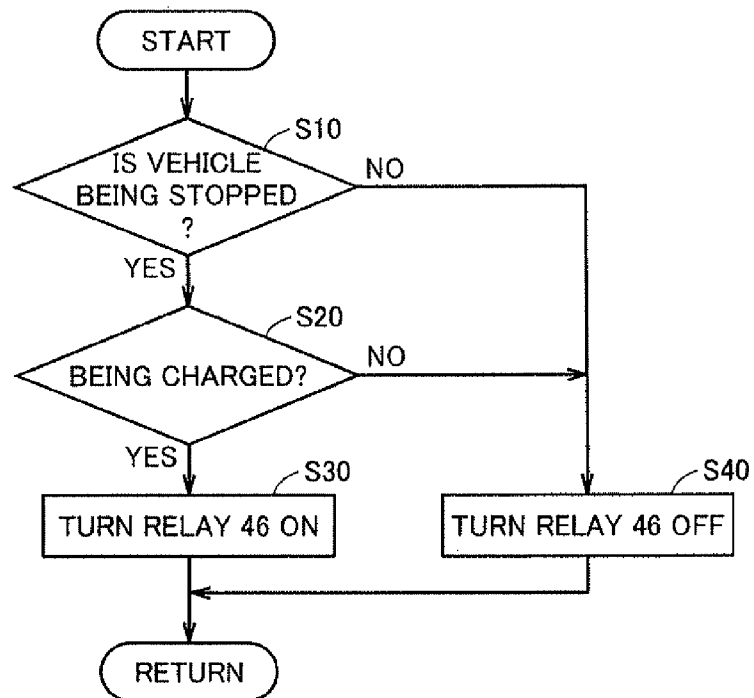 START
S10
IS VEHICLE
BEING STOPPED
?
NO
YES
S20
BEING CHARGED?
NO
YES
S30
TURN RELAY 46 ON
S40
TURN RELAY 46 OFF
RETURN